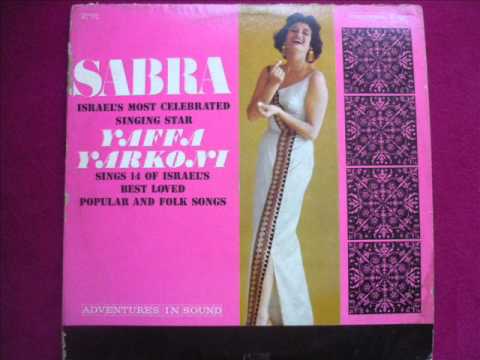 SABRA
ISRAEL'S MOST CELEBRATED
SINGING STAR
YAFFA
YARKONI
SINGS 14 OF ISRAEL'S
BEST LOVED
POPULAR AND FOLK SONGS
ADVENTURES IN SOUND